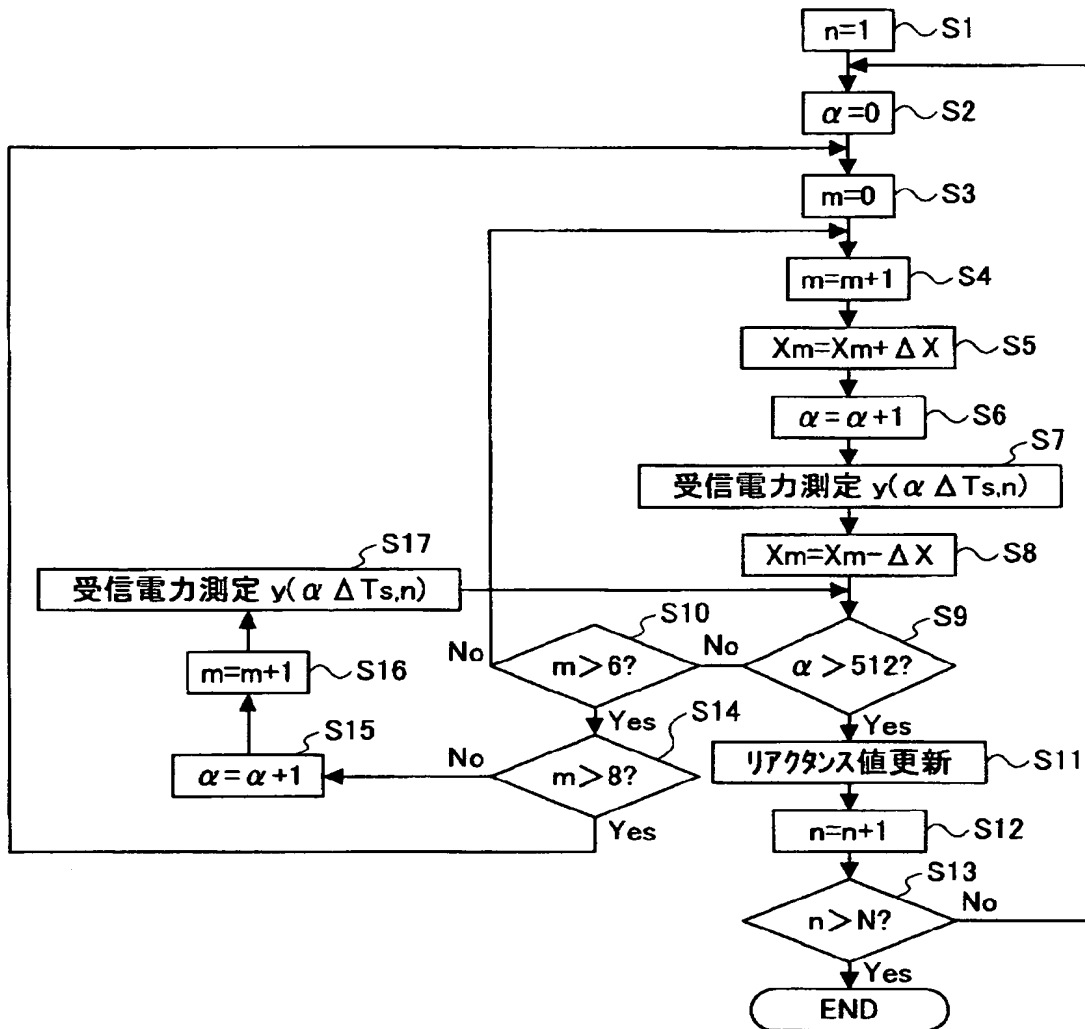 n=1
S1
α=0
S2
m=0
S3
m=m+1
S4
Xm=Xm+ΔX
S5
α=α+1
S6
S7
受信電力測定 y(αΔTs,n)
Xm=Xm-ΔX
S8
S17
受信電力測定 y(αΔTs,n)
S10
S9
No
m>6?
No
α>512?
m=m+1
S16
Yes
S14
Yes
S15
α=α+1
No
m>8?
リアクタンス値更新
S11
Yes
n=n+1
S12
S13
n>N?
No
Yes
END